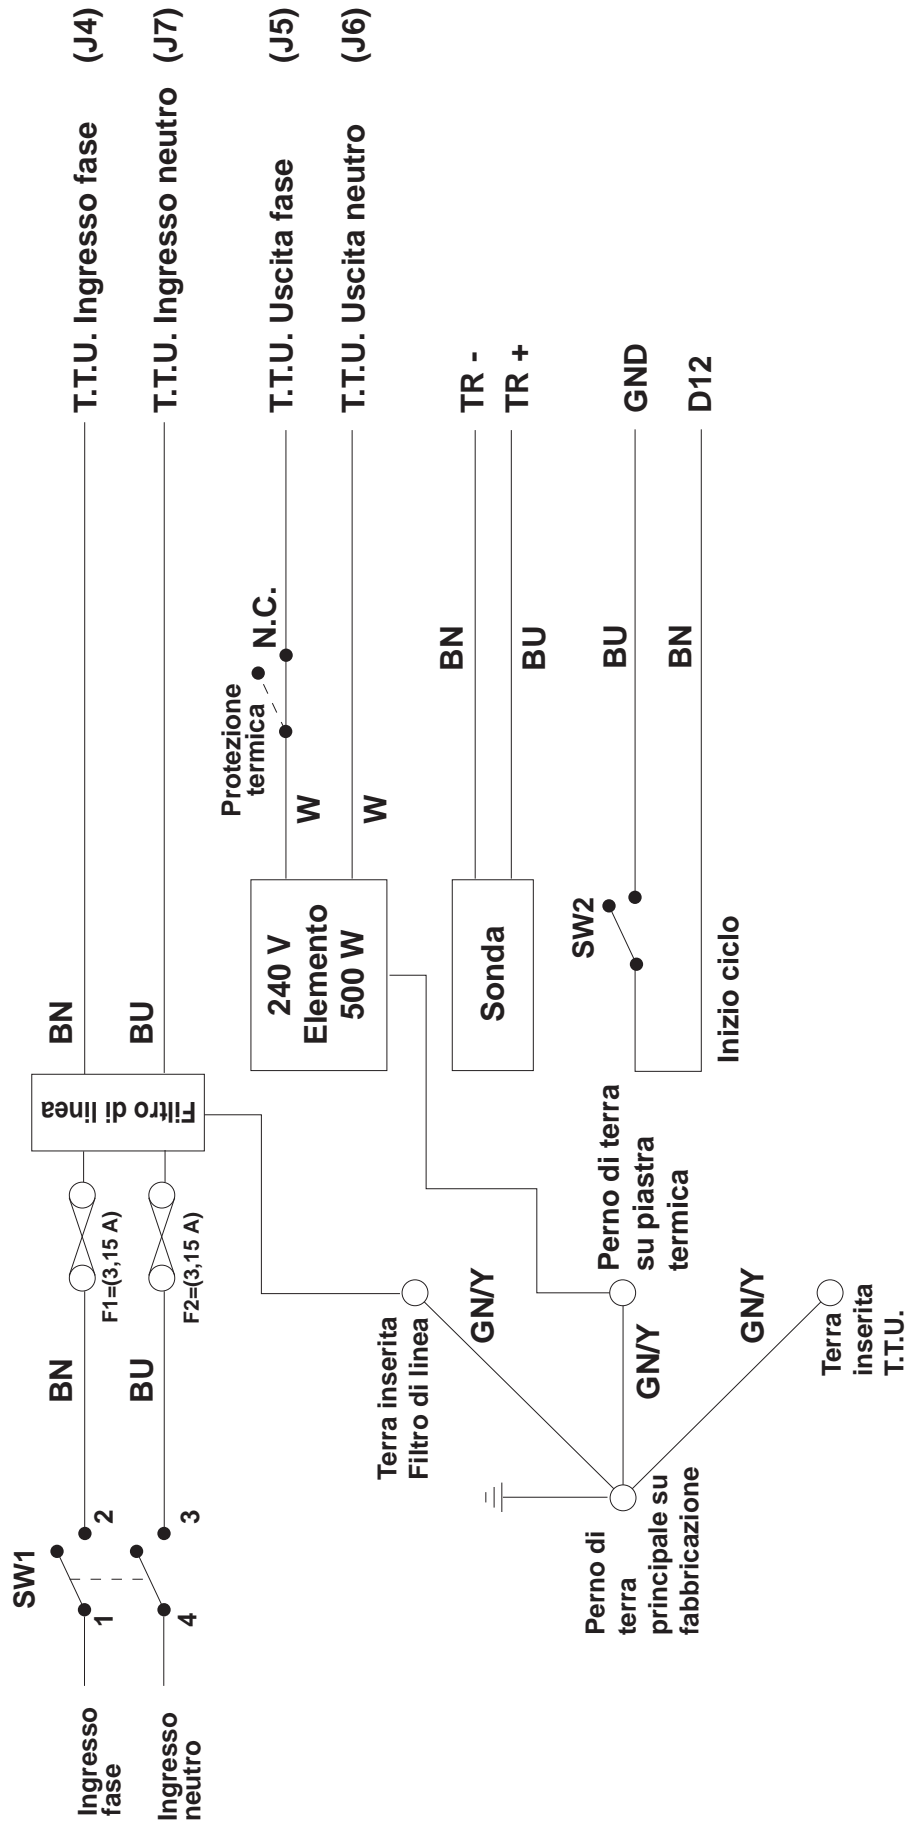 Ingresso
fase
Ingresso
neutro
SW1
1
2
4
3
BN
BU
F1=(3,15 A)
F2=(3,15 A)
Filtro di linea
BN
BU
T.T.U. Ingresso fase (J4)
T.T.U. Ingresso neutro (J7)
240 V
Elemento
500 W
W
W
Protezione
termica
N.C.
T.T.U. Uscita fase (J5)
T.T.U. Uscita neutro (J6)
Sonda
BN
BU
TR -
TR +
SW2
BU
BN
GND
D12
Inizio ciclo
Terra inserita
Filtro di linea
GN/Y
Perno di terra
su piastra
termica
GN/Y
GN/Y
Perno di
terra
principale su
fabbricazione
Terra
inserita
T.T.U.